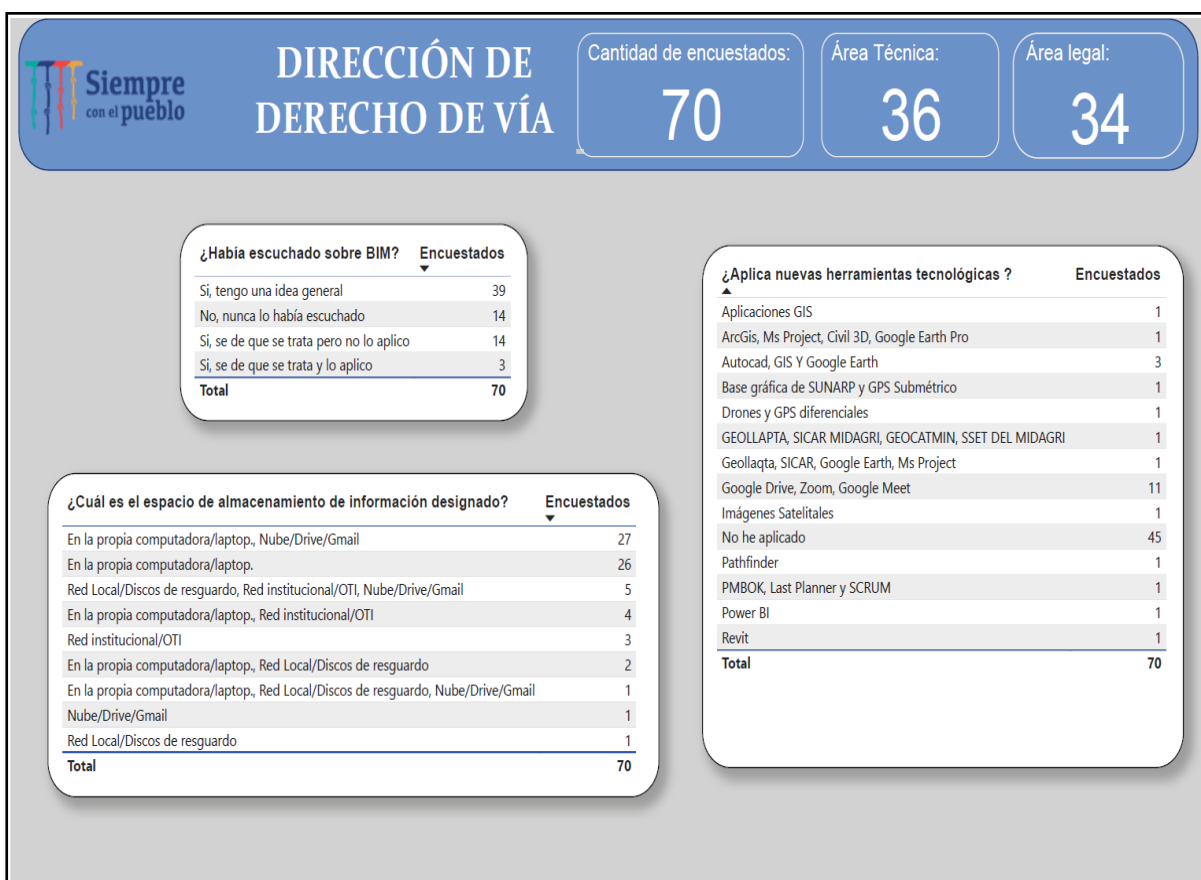 Siempre
con el pueblo
DIRECCIÓN DE
DERECHO DE VÍA
Cantidad de encuestados:
70
Área Técnica:
36
Área legal:
34
¿Había escuchado sobre BIM? Encuestados
Si, tengo una idea general 39
No, nunca lo había escuchado 14
Si, se de que se trata pero no lo aplico 14
Si, se de que se trata y lo aplico 3
Total 70
¿Cuál es el espacio de almacenamiento de información designado? Encuestados
En la propia computadora/laptop., Nube/Drive/Gmail 27
En la propia computadora/laptop. 26
Red Local/Discos de resguardo, Red institucional/OTI, Nube/Drive/Gmail 5
En la propia computadora/laptop., Red institucional/OTI 4
Red institucional/OTI 3
En la propia computadora/laptop., Red Local/Discos de resguardo 2
En la propia computadora/laptop., Red Local/Discos de resguardo, Nube/Drive/Gmail 1
Nube/Drive/Gmail 1
Red Local/Discos de resguardo 1
Total 70
¿Aplica nuevas herramientas tecnológicas ? Encuestados
Aplicaciones GIS 1
ArcGis, Ms Project, Civil 3D, Google Earth Pro 1
Autocad, GIS Y Google Earth 3
Base gráfica de SUNARP y GPS Submétrico 1
Drones y GPS diferenciales 1
GEOLLAPTA, SICAR MIDAGRI, GEOCATMIN, SSET DEL MIDAGRI 1
Geollaqta, SICAR, Google Earth, Ms Project 1
Google Drive, Zoom, Google Meet 11
Imágenes Satelitales 1
No he aplicado 45
Pathfinder 1
PMBOK, Last Planner y SCRUM 1
Power BI 1
Revit 1
Total 70